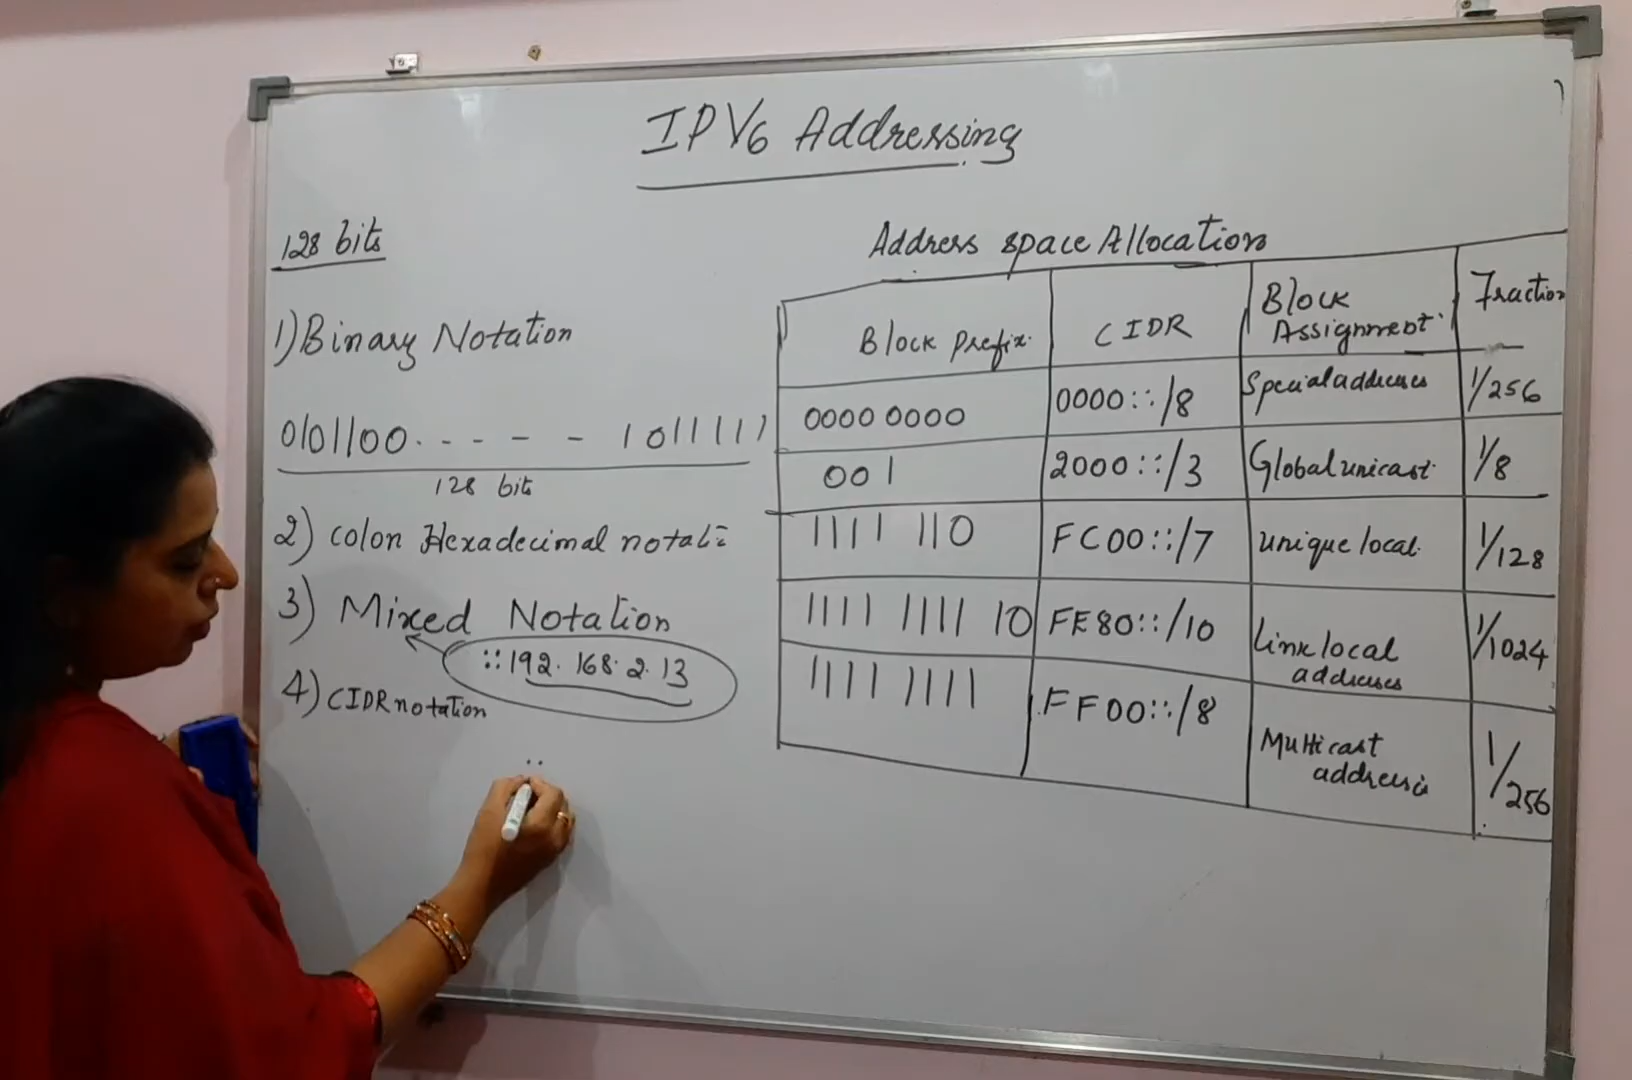 IPV6 Addressing
128 bits
1) Binary Notation
0101100 - - - - - 1011111
128 bits
2) Colon Hexadecimal notati
3) Mixed Notation
::192.168.2.13
4) CIDR notation
::
Address space Allocation
Block Prefix CIDR Block Assignment Fraction
0000 0000 0000::/8 Special addresses 1/256
001 2000::/3 Global unicast 1/8
1111 110 FC00::/7 unique local 1/128
1111 1111 10 FE80::/10 Link local addresses 1/1024
1111 1111 FF00::/8 Multicast addresses 1/256